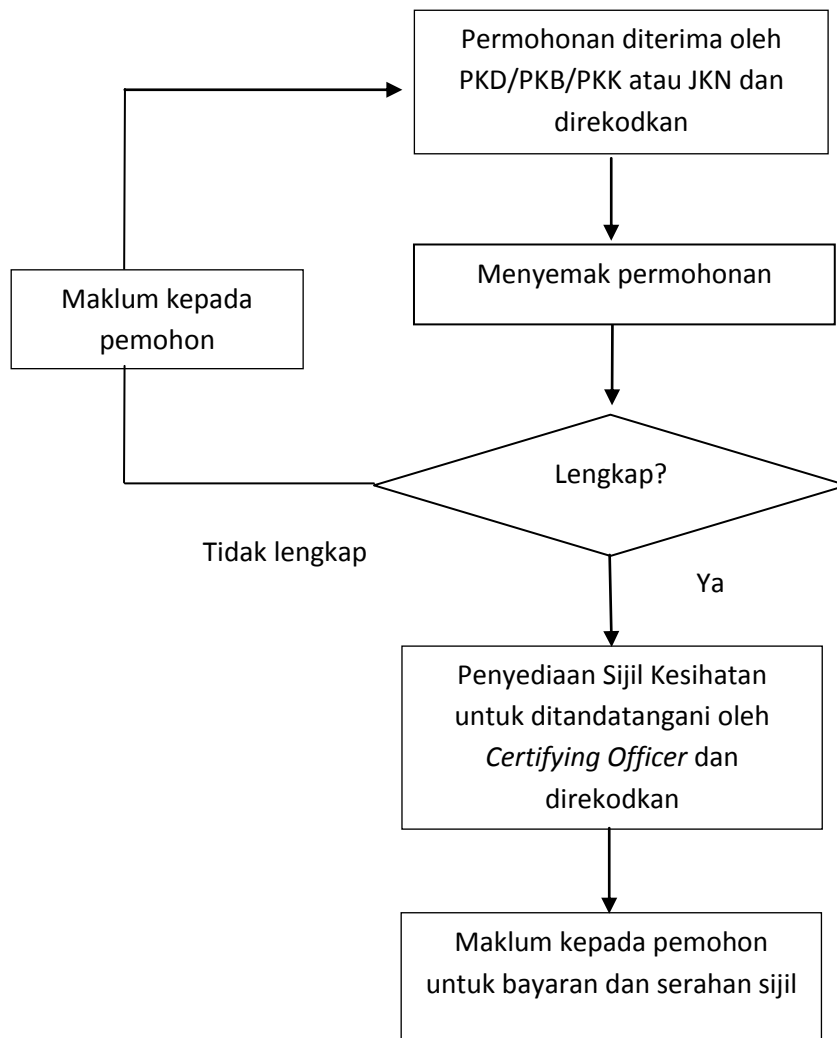 Permohonan diterima oleh
PKD/PKB/PKK atau JKN dan
direkodkan
Menyemak permohonan
Maklum kepada
pemohon
Lengkap?
Tidak lengkap
Ya
Penyediaan Sijil Kesihatan
untuk ditandatangani oleh
Certifying Officer dan
direkodkan
Maklum kepada pemohon
untuk bayaran dan serahan sijil